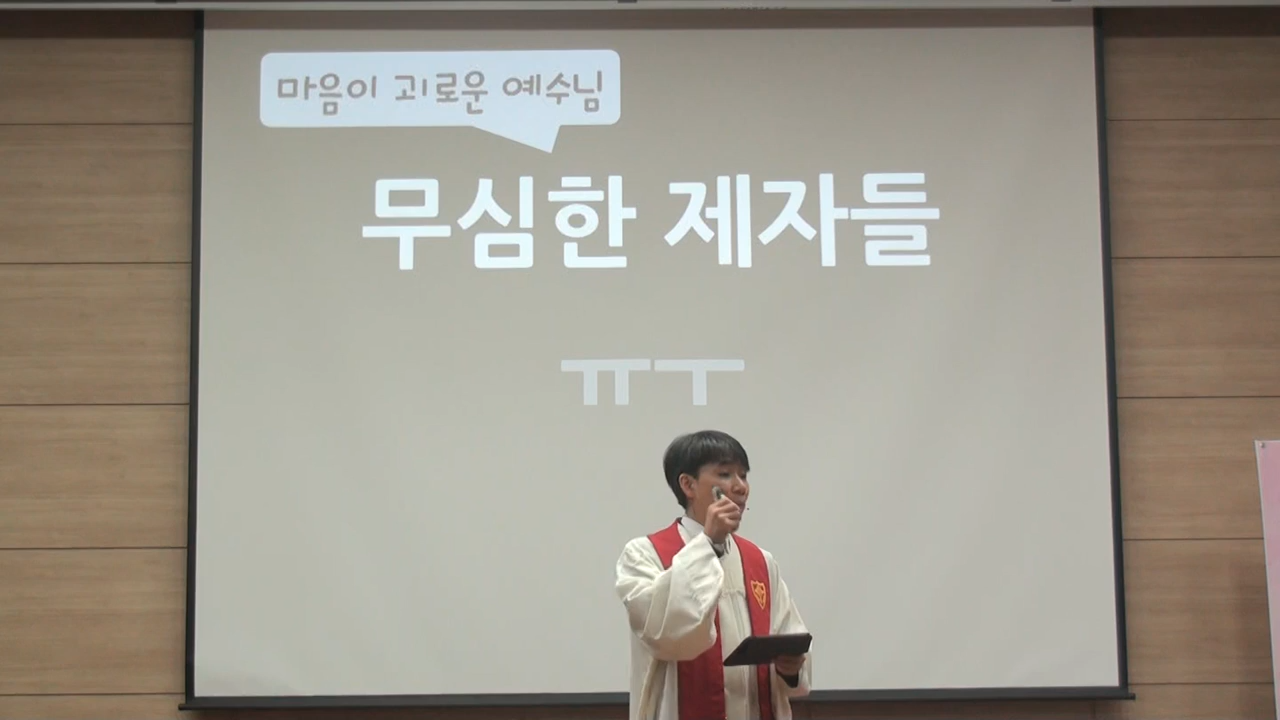 마음이 괴로운 예수님
무심한 제자들
ㅠㅜ